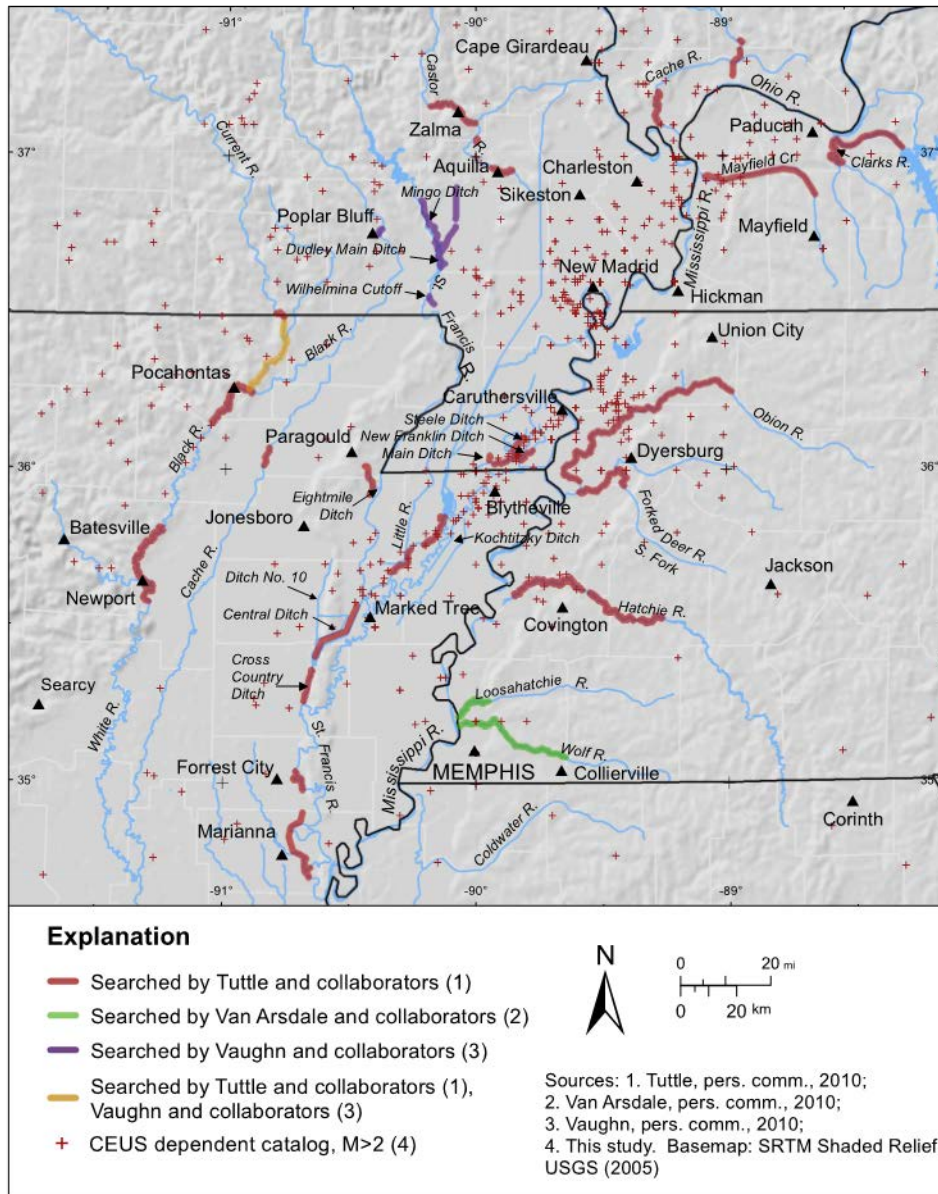 -91°
-90°
-89°
Cape Girardeau
Cache R.
Castor
Ohio R.
Zalma
Paducah
Current R.
R.
37°
37°
Aquilla
Charleston
Mayfield Cr.
Clarks R.
Mingo Ditch
Sikeston
Poplar Bluff
Mississippi R.
Mayfield
Dudley Main Ditch
New Madrid
Wilhelmina Cutoff
St.
Hickman
Francis
Black R.
Union City
R.
Pocahontas
Caruthersville
Steele Ditch
Obion R.
Black R.
Paragould
New Franklin Ditch
Main Ditch
Dyersburg
36°
36°
Eightmile
Ditch
Blytheville
Forked Deer R.
Batesville
Jonesboro
Little R.
Kochtitzky Ditch
S. Fork
Cache R.
Jackson
Ditch No. 10
Newport
Marked Tree
Hatchie R.
Central Ditch
Covington
Cross
Country
Ditch
Searcy
Loosahatchie R.
White R.
St. Francis R.
Wolf R.
Mississippi R.
Forrest City
MEMPHIS
Collierville
35°
35°
Corinth
Marianna
Coldwater R.
-91°
-90°
-89°
Explanation
Searched by Tuttle and collaborators (1)
Searched by Van Arsdale and collaborators (2)
Searched by Vaughn and collaborators (3)
Searched by Tuttle and collaborators (1),
Vaughn and collaborators (3)
CEUS dependent catalog, M>2 (4)
N
0 20 mi
0 20 km
Sources: 1. Tuttle, pers. comm., 2010;
2. Van Arsdale, pers. comm., 2010;
3. Vaughn, pers. comm., 2010;
4. This study. Basemap: SRTM Shaded Relief
USGS (2005)